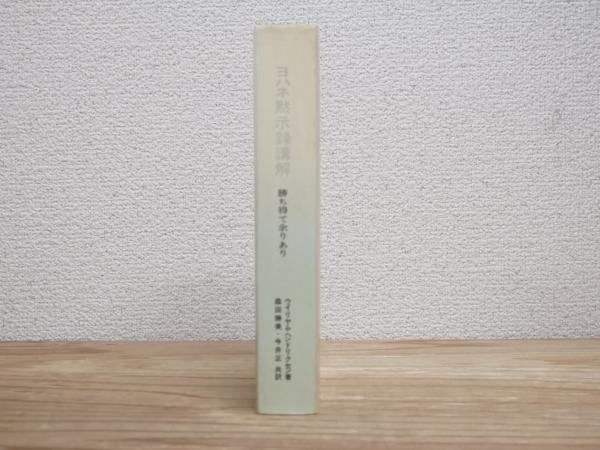 ヨハネ黙示録講解
勝ち得て余りあり
ウイリヤム・ヘンドリクセン著
森田勝美・今井正 共訳